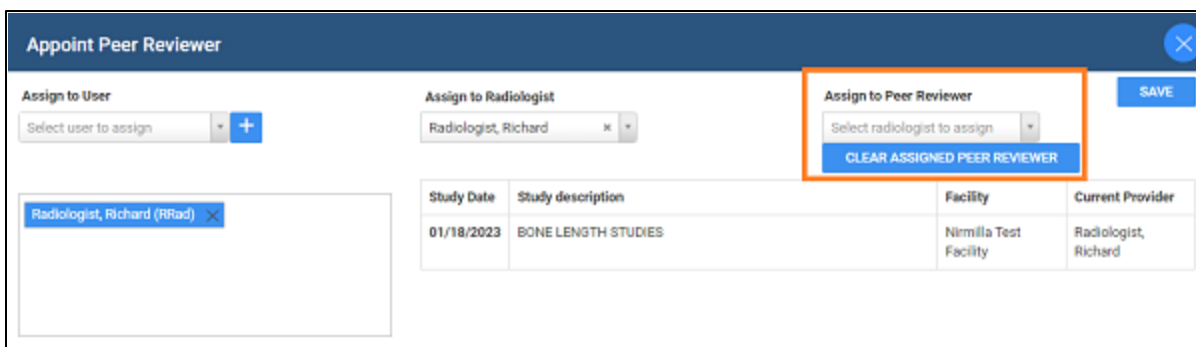 Appoint Peer Reviewer
Assign to User
Assign to Radiologist
Assign to Peer Reviewer
SAVE
Select user to assign
+
Radiologist, Richard
Select radiologist to assign
CLEAR ASSIGNED PEER REVIEWER
Radiologist, Richard (RRad)
Study Date Study description Facility Current Provider
01/18/2023 BONE LENGTH STUDIES Nirmilla Test Radiologist,
Facility Richard